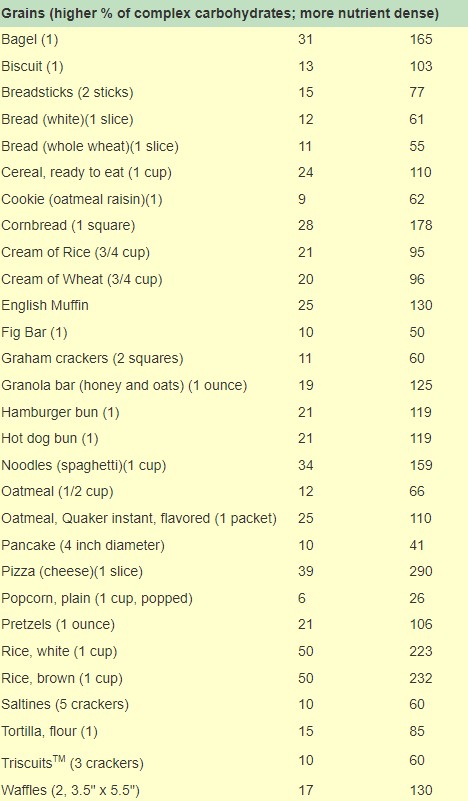 Grains (higher % of complex carbohydrates; more nutrient dense)
Bagel (1) 31 165
Biscuit (1) 13 103
Breadsticks (2 sticks) 15 77
Bread (white)(1 slice) 12 61
Bread (whole wheat)(1 slice) 11 55
Cereal, ready to eat (1 cup) 24 110
Cookie (oatmeal raisin)(1) 9 62
Cornbread (1 square) 28 178
Cream of Rice (3/4 cup) 21 95
Cream of Wheat (3/4 cup) 20 96
English Muffin 25 130
Fig Bar (1) 10 50
Graham crackers (2 squares) 11 60
Granola bar (honey and oats) (1 ounce) 19 125
Hamburger bun (1) 21 119
Hot dog bun (1) 21 119
Noodles (spaghetti)(1 cup) 34 159
Oatmeal (1/2 cup) 12 66
Oatmeal, Quaker instant, flavored (1 packet) 25 110
Pancake (4 inch diameter) 10 41
Pizza (cheese)(1 slice) 39 290
Popcorn, plain (1 cup, popped) 6 26
Pretzels (1 ounce) 21 106
Rice, white (1 cup) 50 223
Rice, brown (1 cup) 50 232
Saltines (5 crackers) 10 60
Tortilla, flour (1) 15 85
Triscuits™ (3 crackers) 10 60
Waffles (2, 3.5" x 5.5") 17 130